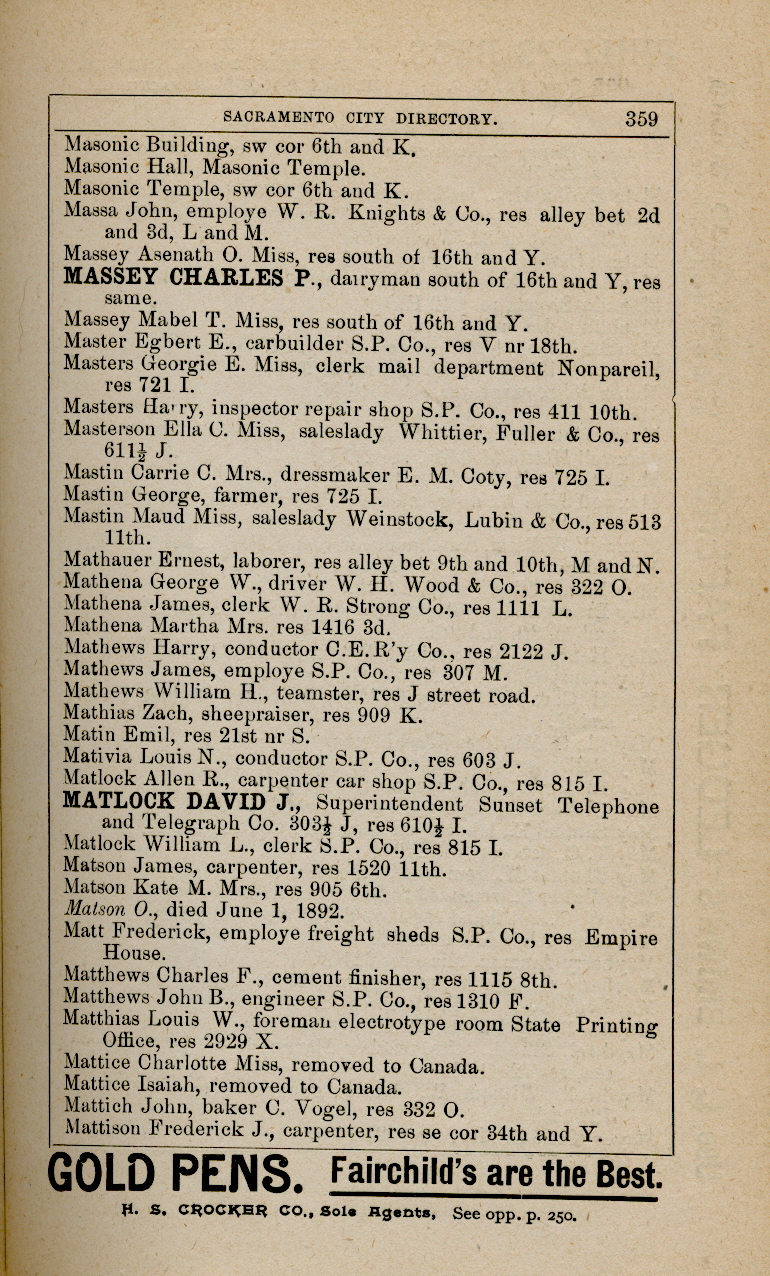 SACRAMENTO CITY DIRECTORY. 359
Masonic Building, sw cor 6th and K.
Masonic Hall, Masonic Temple.
Masonic Temple, sw cor 6th and K.
Massa John, employe W. R. Knights & Co., res alley bet 2d
and 3d, L and M.
Massey Asenath O. Miss, res south of 16th and Y.
MASSEY CHARLES P., dairyman south of 16th and Y, res
same.
Massey Mabel T. Miss, res south of 16th and Y.
Master Egbert E., carbuilder S.P. Co., res V nr 18th.
Masters Georgie E. Miss, clerk mail department Nonpareil,
res 721 I.
Masters Harry, inspector repair shop S.P. Co., res 411 10th.
Masterson Ella C. Miss, saleslady Whittier, Fuller & Co., res
611½ J.
Mastin Carrie C. Mrs., dressmaker E. M. Coty, res 725 I.
Mastin George, farmer, res 725 I.
Mastin Maud Miss, saleslady Weinstock, Lubin & Co., res 513
11th.
Mathauer Ernest, laborer, res alley bet 9th and 10th, M and N.
Mathena George W., driver W. H. Wood & Co., res 322 O.
Mathena James, clerk W. R. Strong Co., res 1111 L.
Mathena Martha Mrs. res 1416 3d.
Mathews Harry, conductor C.E.R'y Co., res 2122 J.
Mathews James, employe S.P. Co., res 307 M.
Mathews William H., teamster, res J street road.
Mathias Zach, sheepraiser, res 909 K.
Matin Emil, res 21st nr S.
Mativia Louis N., conductor S.P. Co., res 603 J.
Matlock Allen R., carpenter car shop S.P. Co., res 815 I.
MATLOCK DAVID J., Superintendent Sunset Telephone
and Telegraph Co. 303½ J, res 610½ I.
Matlock William L., clerk S.P. Co., res 815 I.
Matson James, carpenter, res 1520 11th.
Matson Kate M. Mrs., res 905 6th.
Matson O., died June 1, 1892.
Matt Frederick, employe freight sheds S.P. Co., res Empire
House.
Matthews Charles F., cement finisher, res 1115 8th.
Matthews John B., engineer S.P. Co., res 1310 F.
Matthias Louis W., foreman electrotype room State Printing
Office, res 2929 X.
Mattice Charlotte Miss, removed to Canada.
Mattice Isaiah, removed to Canada.
Mattich John, baker C. Vogel, res 332 O.
Mattison Frederick J., carpenter, res se cor 34th and Y.
GOLD PENS. Fairchild's are the Best.
H. S. CROCKER CO., Sole Agents, See opp. p. 250.